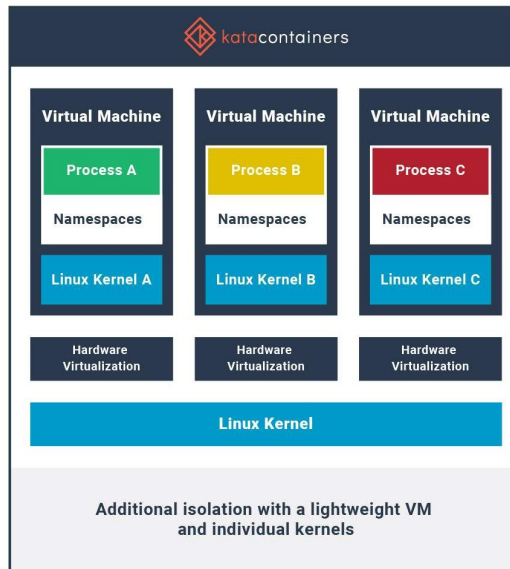 katacontainers
Virtual Machine Virtual Machine Virtual Machine
Process A Process B Process C
Namespaces Namespaces Namespaces
Linux Kernel A Linux Kernel B Linux Kernel C
Hardware Hardware Hardware
Virtualization Virtualization Virtualization
Linux Kernel
Additional isolation with a lightweight VM
and individual kernels